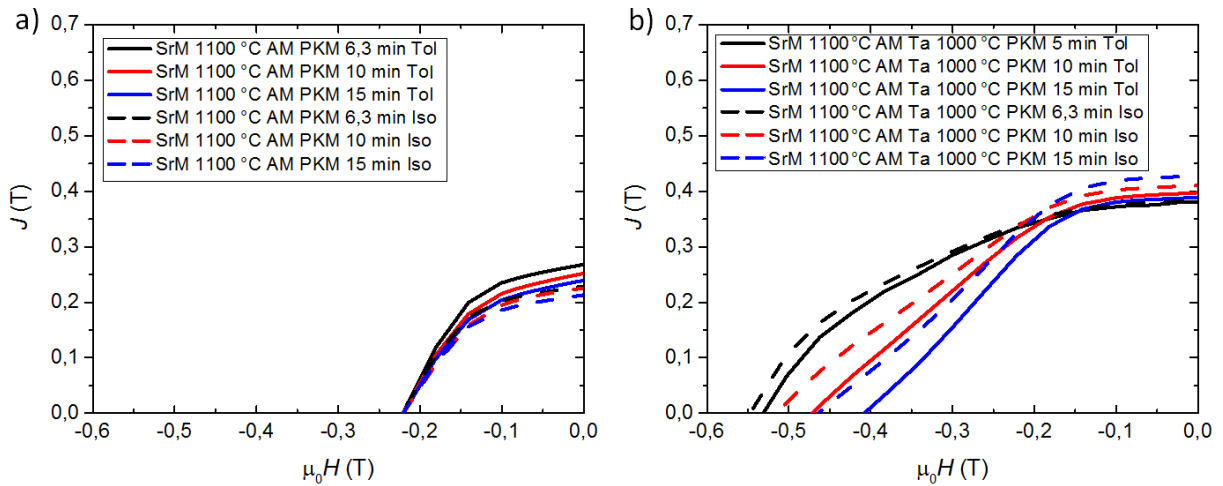 a)
0,7
0,6
0,5
0,4
0,3
0,2
0,1
0,0
J (T)
SrM 1100 °C AM PKM 6,3 min Tol
SrM 1100 °C AM PKM 10 min Tol
SrM 1100 °C AM PKM 15 min Tol
SrM 1100 °C AM PKM 6,3 min Iso
SrM 1100 °C AM PKM 10 min Iso
SrM 1100 °C AM PKM 15 min Iso
-0,6 -0,5 -0,4 -0,3 -0,2 -0,1 0,0
μ₀H (T)
b)
0,7
0,6
0,5
0,4
0,3
0,2
0,1
0,0
J (T)
SrM 1100°C AM Ta 1000 °C PKM 5 min Tol
SrM 1100°C AM Ta 1000 °C PKM 10 min Tol
SrM 1100°C AM Ta 1000 °C PKM 15 min Tol
SrM 1100°C AM Ta 1000 °C PKM 6,3 min Iso
SrM 1100°C AM Ta 1000 °C PKM 10 min Iso
SrM 1100°C AM Ta 1000 °C PKM 15 min Iso
-0,6 -0,5 -0,4 -0,3 -0,2 -0,1 0,0
μ₀H (T)